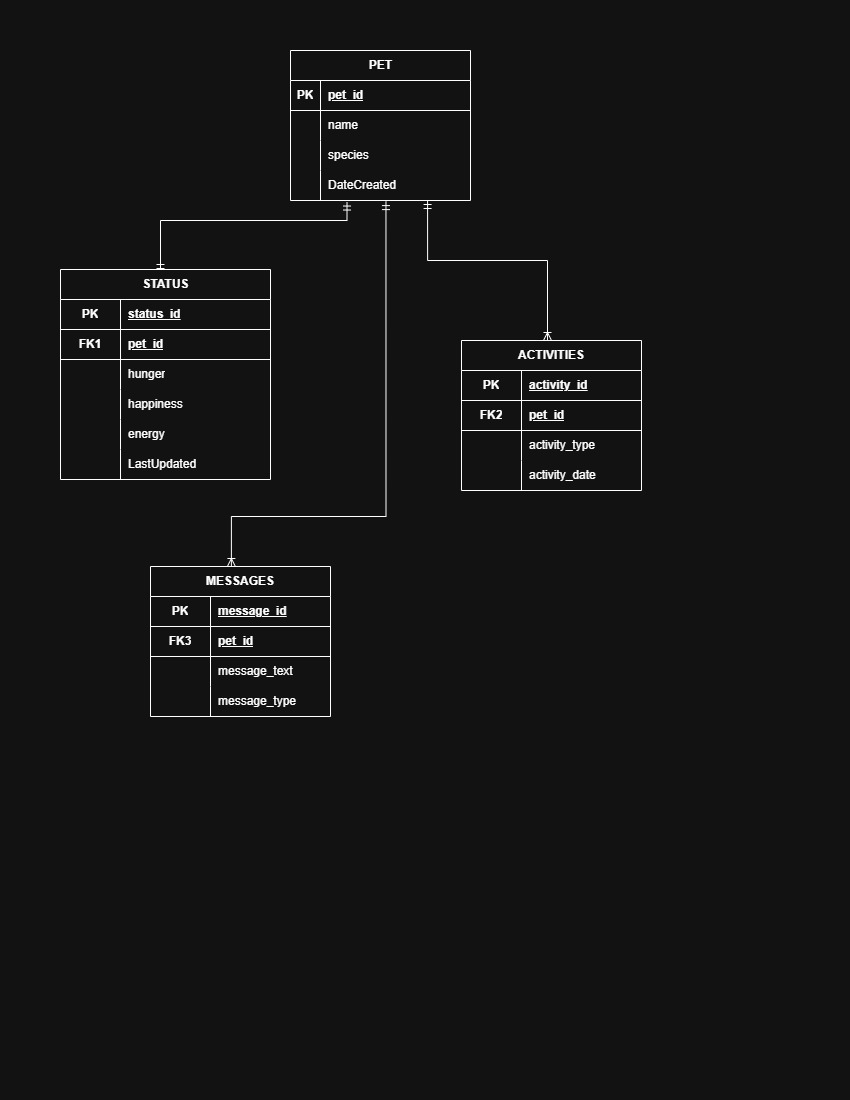 PET
PK pet_id
name
species
DateCreated
STATUS
PK status_id
FK1 pet_id
hunger
happiness
energy
LastUpdated
ACTIVITIES
PK activity_id
FK2 pet_id
activity_type
activity_date
MESSAGES
PK message_id
FK3 pet_id
message_text
message_type